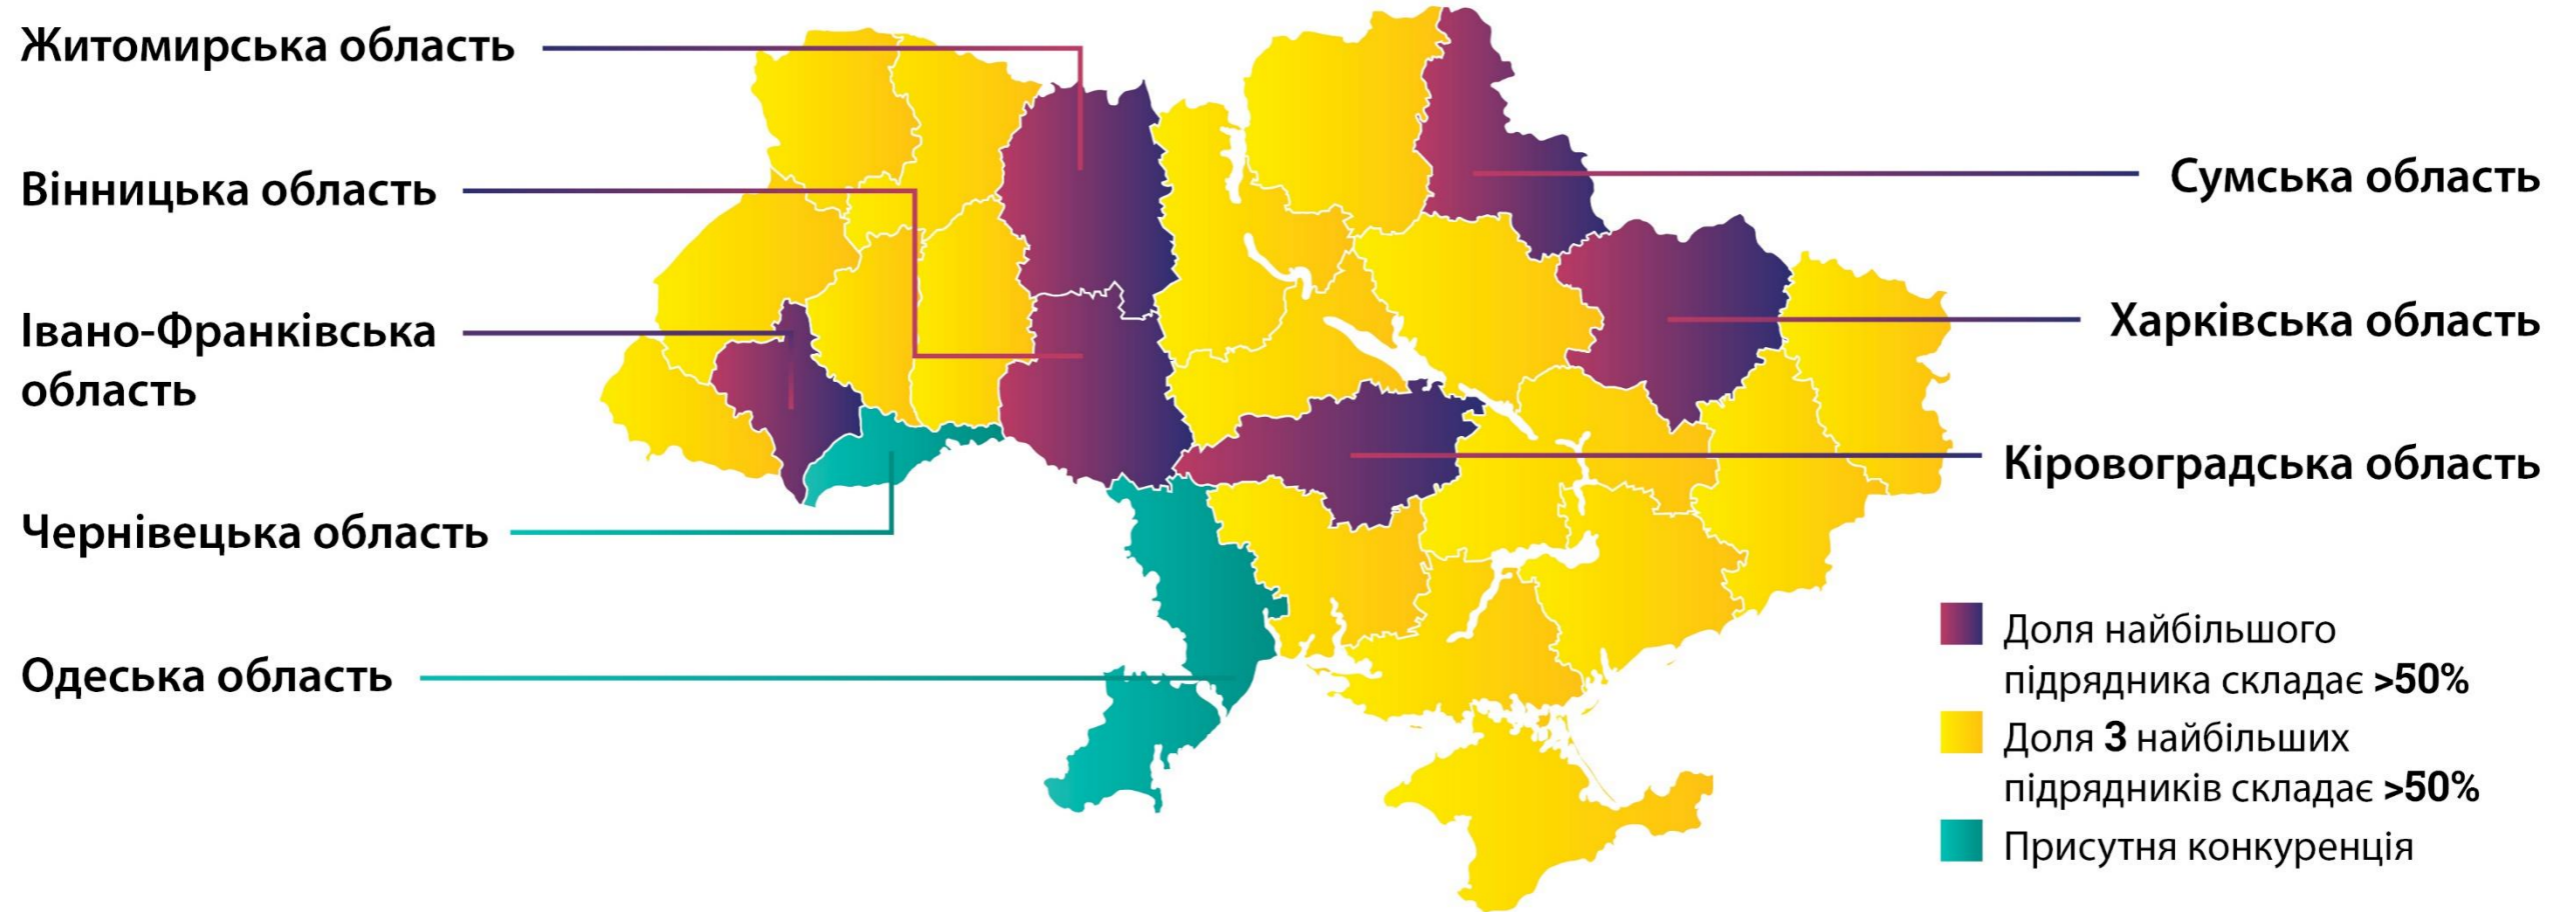 Житомирська область
Вінницька область
Івано-Франківська
область
Чернівецька область
Одеська область
Сумська область
Харківська область
Кіровоградська область
Доля найбільшого
підрядника складає >50%
Доля 3 найбільших
підрядників складає >50%
Присутня конкуренція